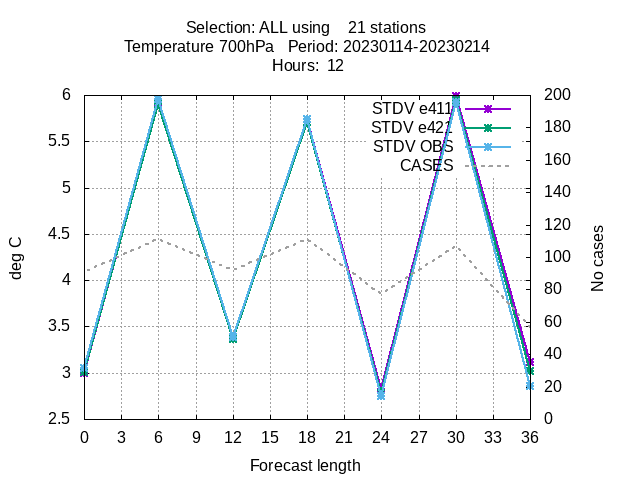 Selection: ALL using 21 stations
Temperature 700hPa Period: 20230114-20230214
Hours: 12
6
5.5
5
4.5
4
3.5
3
2.5
deg C
200
180
160
140
120
100
80
60
40
20
0
No cases
STDV e411
STDV e421
STDV OBS
CASES
0 3 6 9 12 15 18 21 24 27 30 33 36
Forecast length